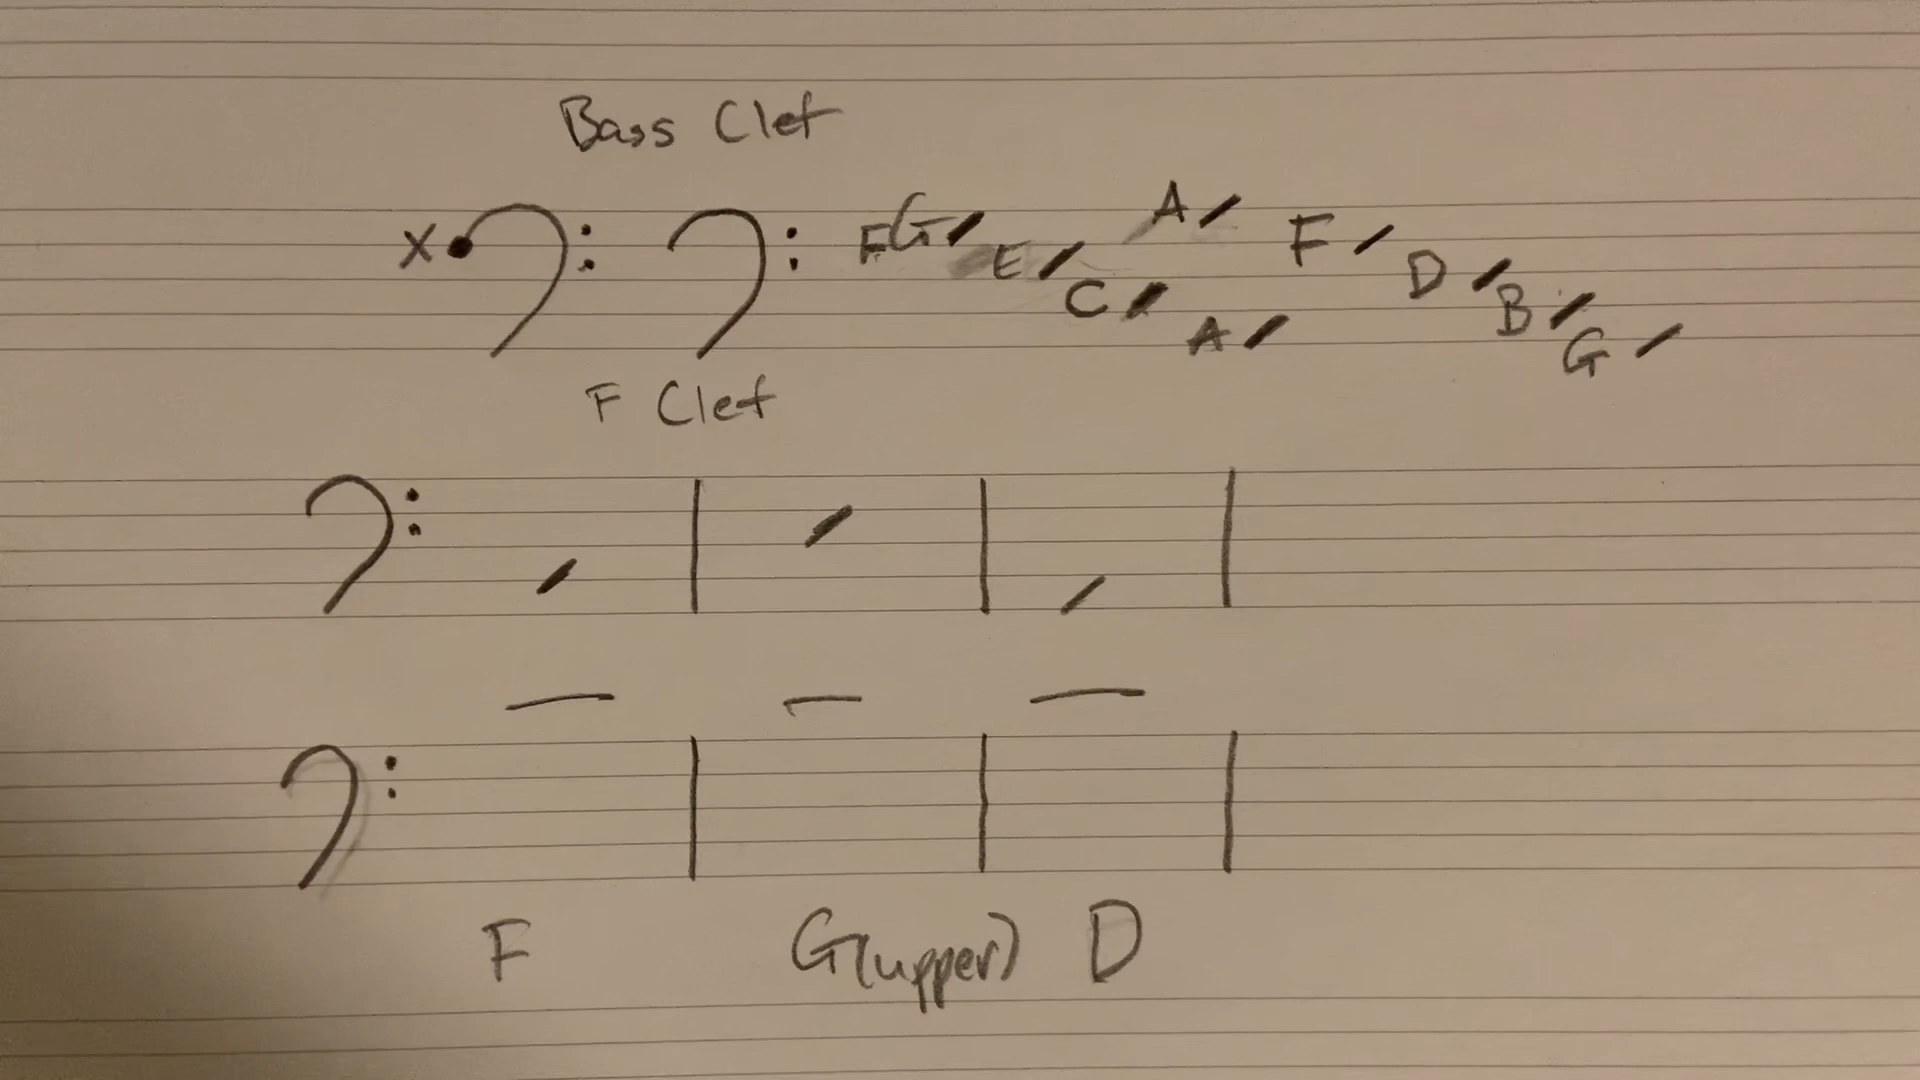 Bass Clef
X F G E C A A F D B G
F Clef
F G(upper) D